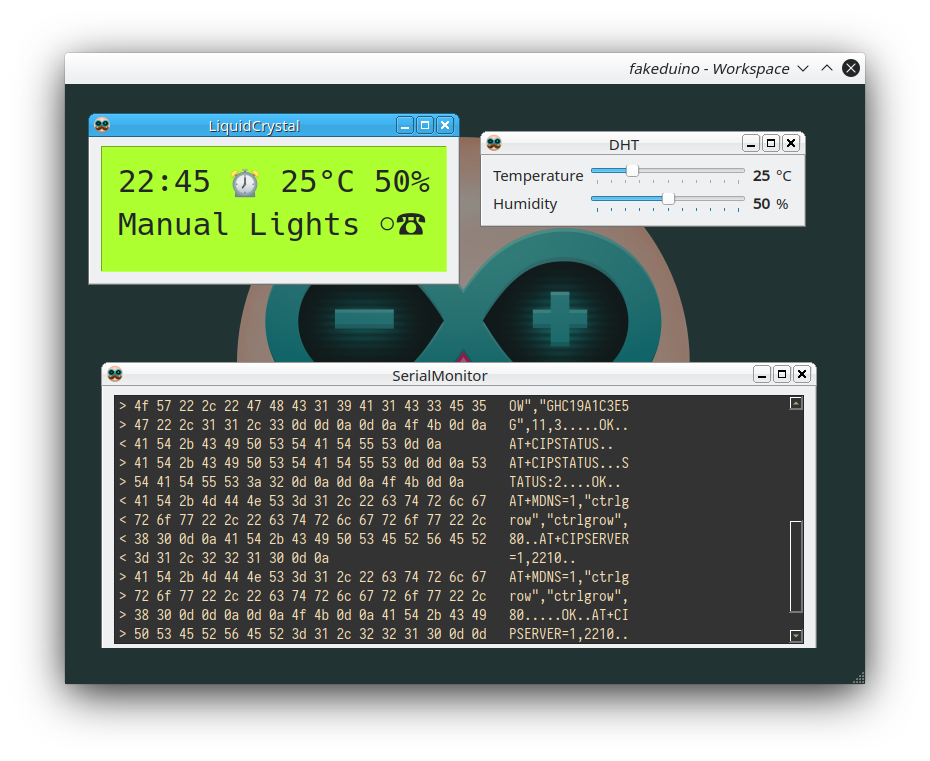 fakeduino - Workspace
LiquidCrystal
22:45 ⏰ 25°C 50%
Manual Lights ○☎
DHT
Temperature 25 °C
Humidity 50 %
SerialMonitor
> 4f 57 22 2c 22 47 48 43 31 39 41 31 43 33 45 35 OW","GHC19A1C3E5
> 47 22 2c 31 31 2c 33 0d 0d 0a 0d 0a 4f 4b 0d 0a G",11,3.....OK..
< 41 54 2b 43 49 50 53 54 41 54 55 53 0d 0a AT+CIPSTATUS..
> 41 54 2b 43 49 50 53 54 41 54 55 53 0d 0d 0a 53 AT+CIPSTATUS...S
> 54 41 54 55 53 3a 32 0d 0a 0d 0a 4f 4b 0d 0a TATUS:2....OK..
< 41 54 2b 4d 44 4e 53 3d 31 2c 22 63 74 72 6c 67 AT+MDNS=1,"ctrlg
< 72 6f 77 22 2c 22 63 74 72 6c 67 72 6f 77 22 2c row","ctrlgrow",
< 38 30 0d 0a 41 54 2b 43 49 50 53 45 52 56 45 52 80..AT+CIPSERVER
< 3d 31 2c 32 32 31 30 0d 0a =1,2210..
> 41 54 2b 4d 44 4e 53 3d 31 2c 22 63 74 72 6c 67 AT+MDNS=1,"ctrlg
> 72 6f 77 22 2c 22 63 74 72 6c 67 72 6f 77 22 2c row","ctrlgrow",
> 38 30 0d 0d 0a 0d 0a 4f 4b 0d 0a 41 54 2b 43 49 80.....OK..AT+CI
> 50 53 45 52 56 45 52 3d 31 2c 32 32 31 30 0d 0d PSERVER=1,2210..